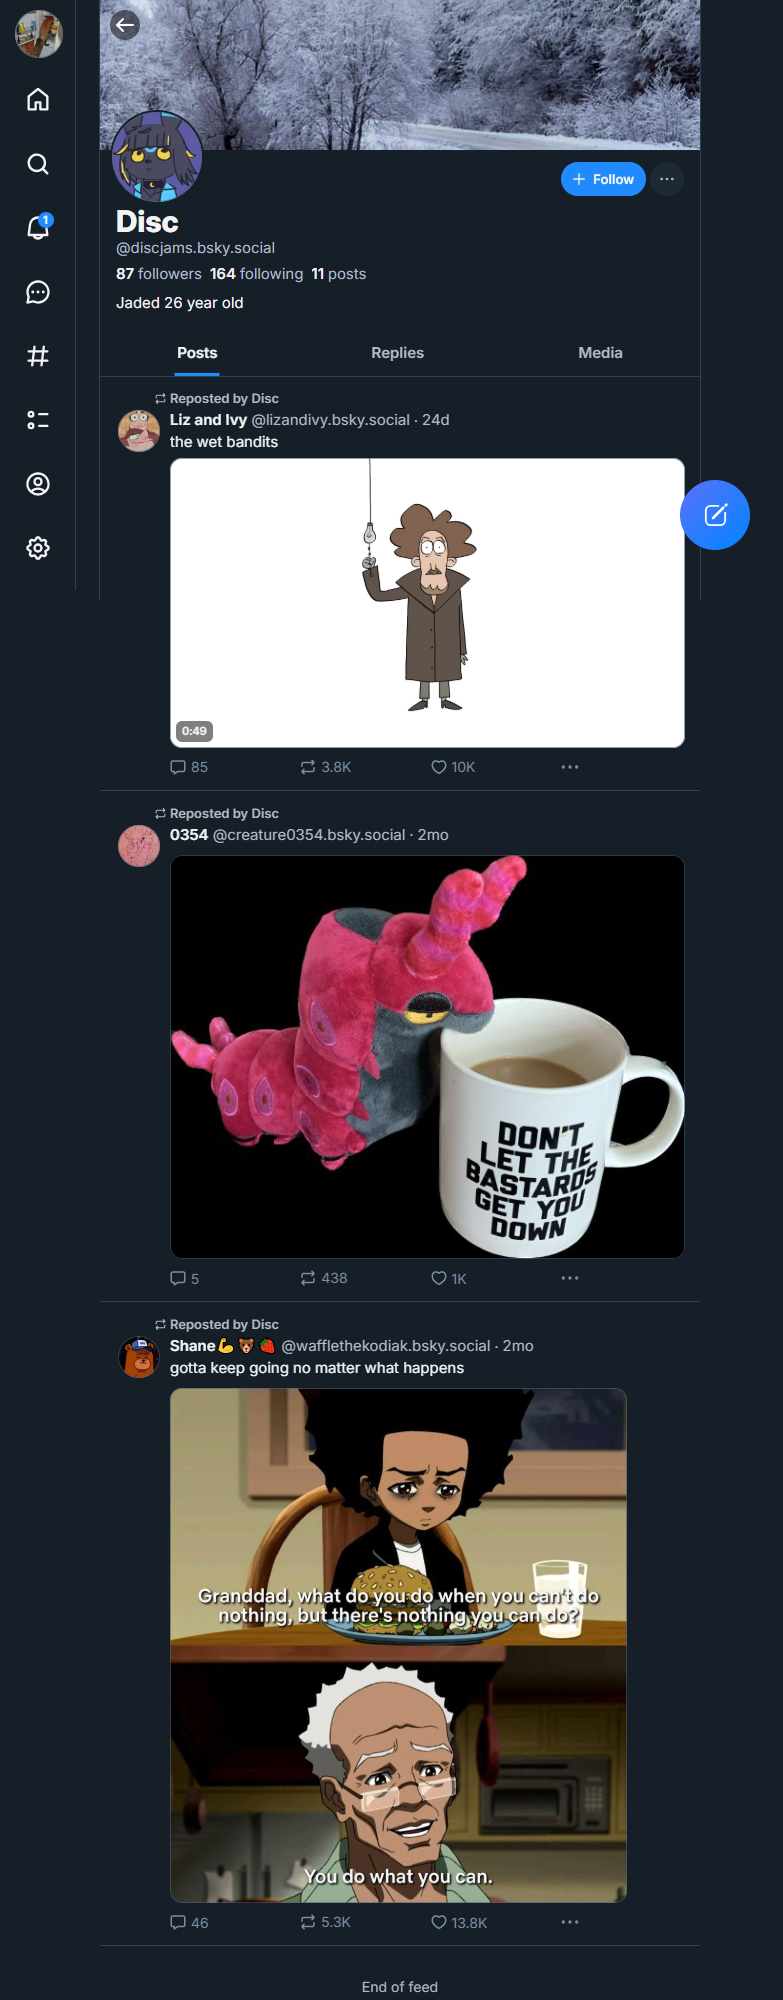 1
Follow
Disc
@discjams.bsky.social
87 followers 164 following 11 posts
Jaded 26 year old
Posts Replies Media
Reposted by Disc
Liz and Ivy @lizandivy.bsky.social · 24d
the wet bandits
0:49
85 3.8K 10K
Reposted by Disc
0354 @creature0354.bsky.social · 2mo
DON'T
LET THE
BASTARDS
GET YOU
DOWN
5 438 1K
Reposted by Disc
Shane💪🐻🍓 @wafflethekodiak.bsky.social · 2mo
gotta keep going no matter what happens
Granddad, what do you do when you can't do
nothing, but there's nothing you can do?
You do what you can.
46 5.3K 13.8K
End of feed